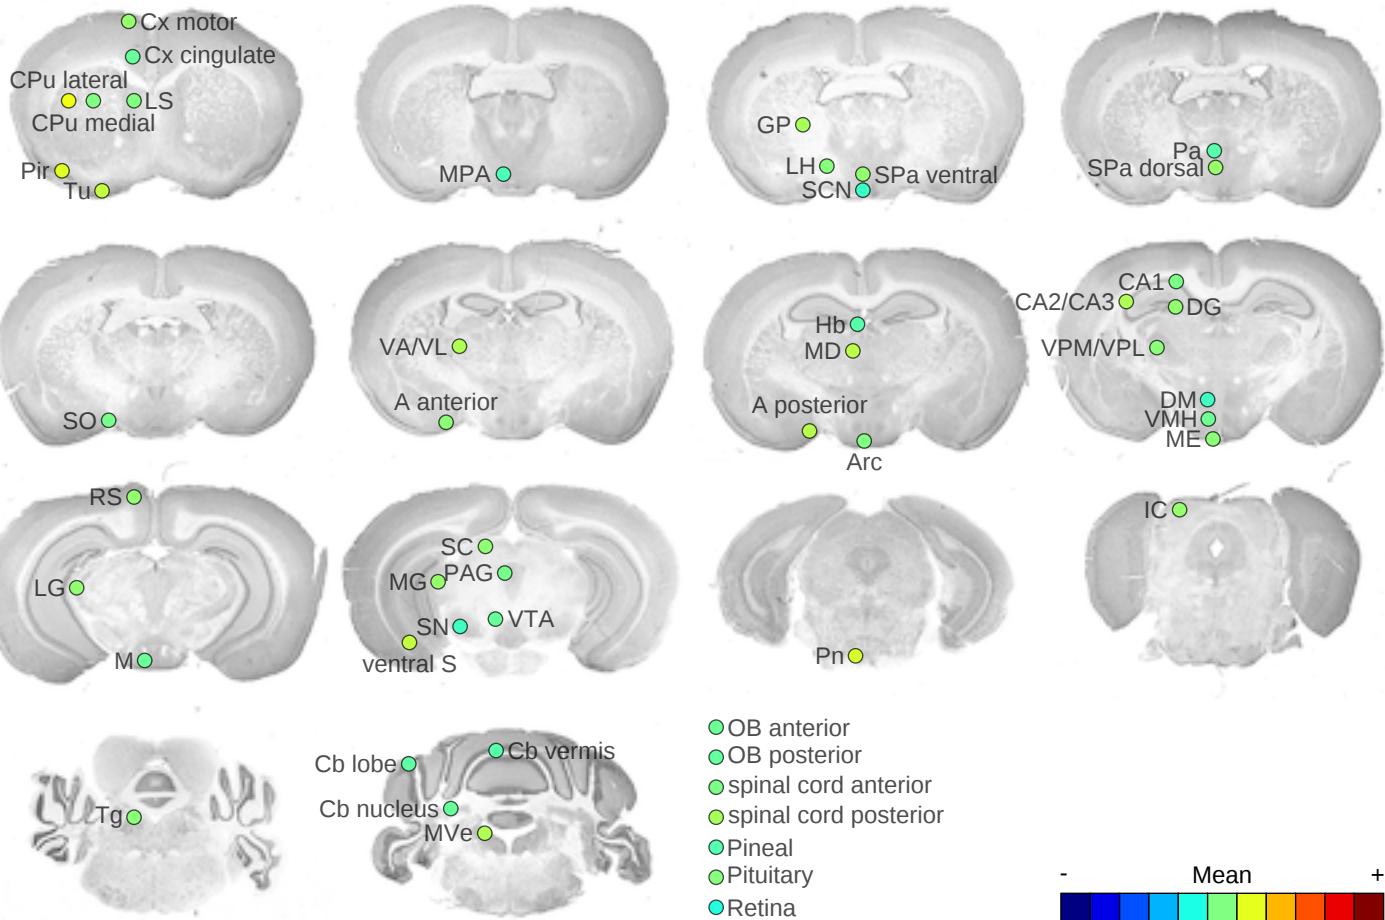 Cx motor
Cx cingulate
CPu lateral
LS
CPu medial
Pir
Tu
MPA
GP
LH
SPa ventral
SCN
Pa
SPa dorsal
SO
VA/VL
A anterior
Hb
MD
A posterior
Arc
CA1
CA2/CA3
DG
VPM/VPL
DM
VMH
ME
RS
LG
M
SC
PAG
MG
VTA
SN
ventral S
Pn
IC
Tg
Cb lobe
Cb vermis
Cb nucleus
MVe
OB anterior
OB posterior
spinal cord anterior
spinal cord posterior
Pineal
Pituitary
Retina
- Mean +